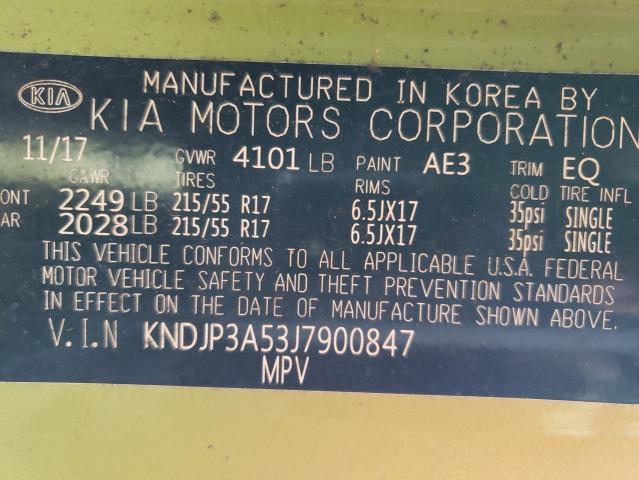 KIA MANUFACTURED IN KOREA BY
KIA MOTORS CORPORATION
11/17 GVWR 4101 LB PAINT AE3 TRIM EQ
GAWR TIRES RIMS COLD TIRE INFL
ONT 2249 LB 215/55 R17 6.5JX17 35psi SINGLE
AR 2028 LB 215/55 R17 6.5JX17 35psi SINGLE
THIS VEHICLE CONFORMS TO ALL APPLICABLE U.S.A. FEDERAL
MOTOR VEHICLE SAFETY AND THEFT PREVENTION STANDARDS
IN EFFECT ON THE DATE OF MANUFACTURE SHOWN ABOVE.
V.I.N KNDJP3A53J7900847
MPV